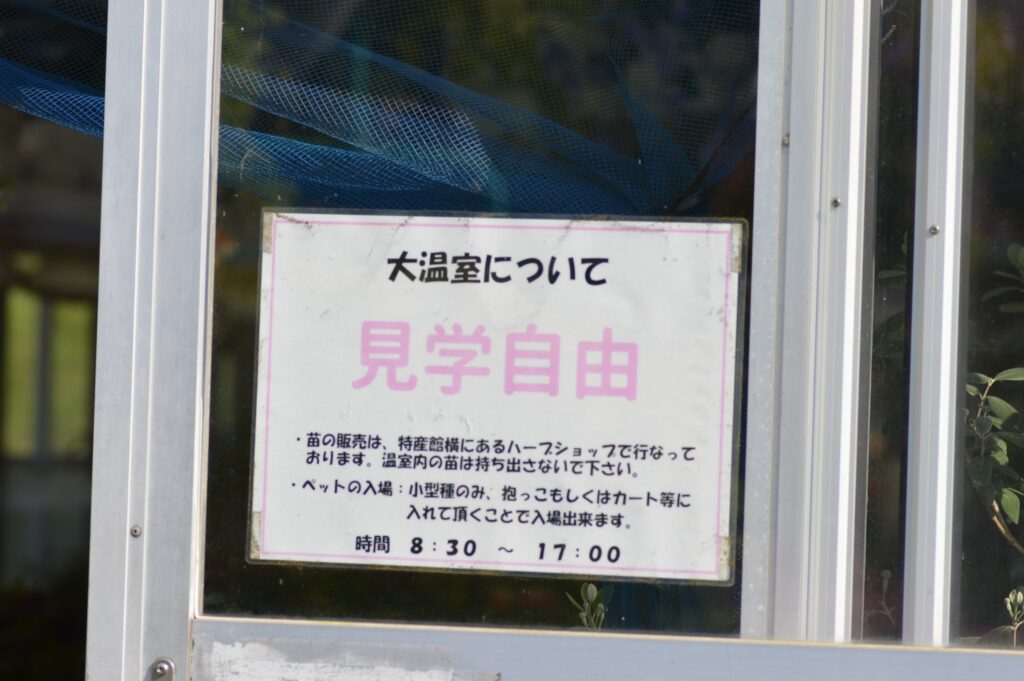 大温室について
見学自由
・苗の販売は、特産館横にあるハーブショップで行なって
おります。温室内の苗は持ち出さないで下さい。
・ペットの入場：小型種のみ、抱っこもしくはカート等に
入れて頂くことで入場出来ます。
時間 8：30 ～ 17：00